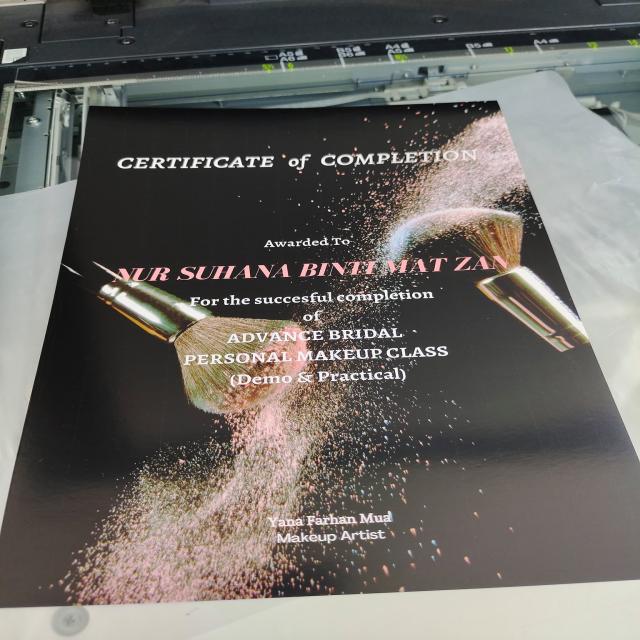 CERTIFICATE of COMPLETION
Awarded To
NUR SUHANA BINTI MAT ZAN
For the succesful completion
of
ADVANCE BRIDAL
PERSONAL MAKEUP CLASS
(Demo & Practical)
Yana Farhan Mua
Makeup Artist